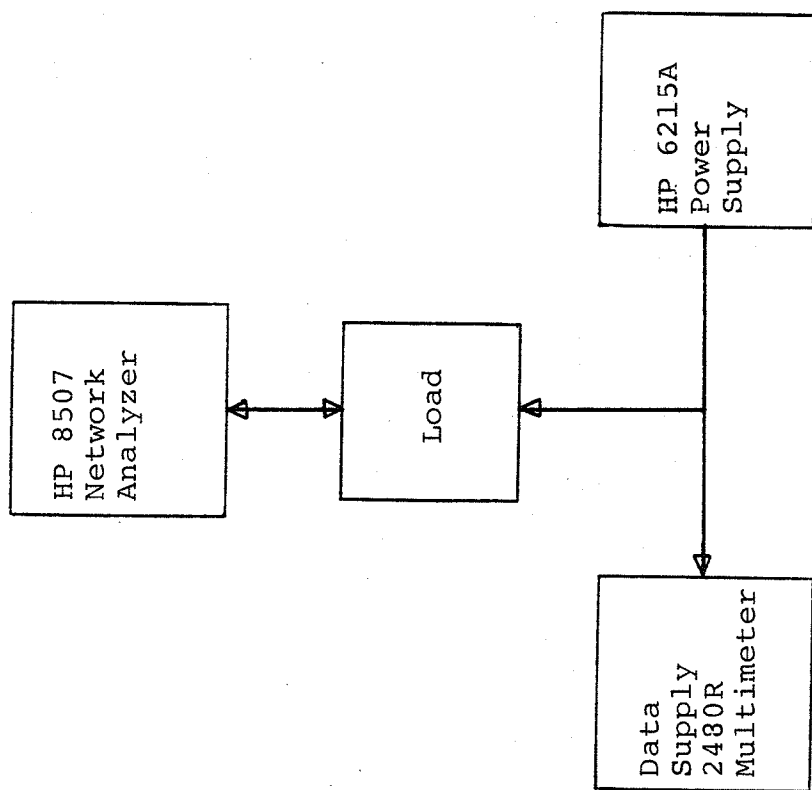 HP 8507
Network
Analyzer
Load
HP 6215A
Power
Supply
Data
Supply
2480R
Multimeter